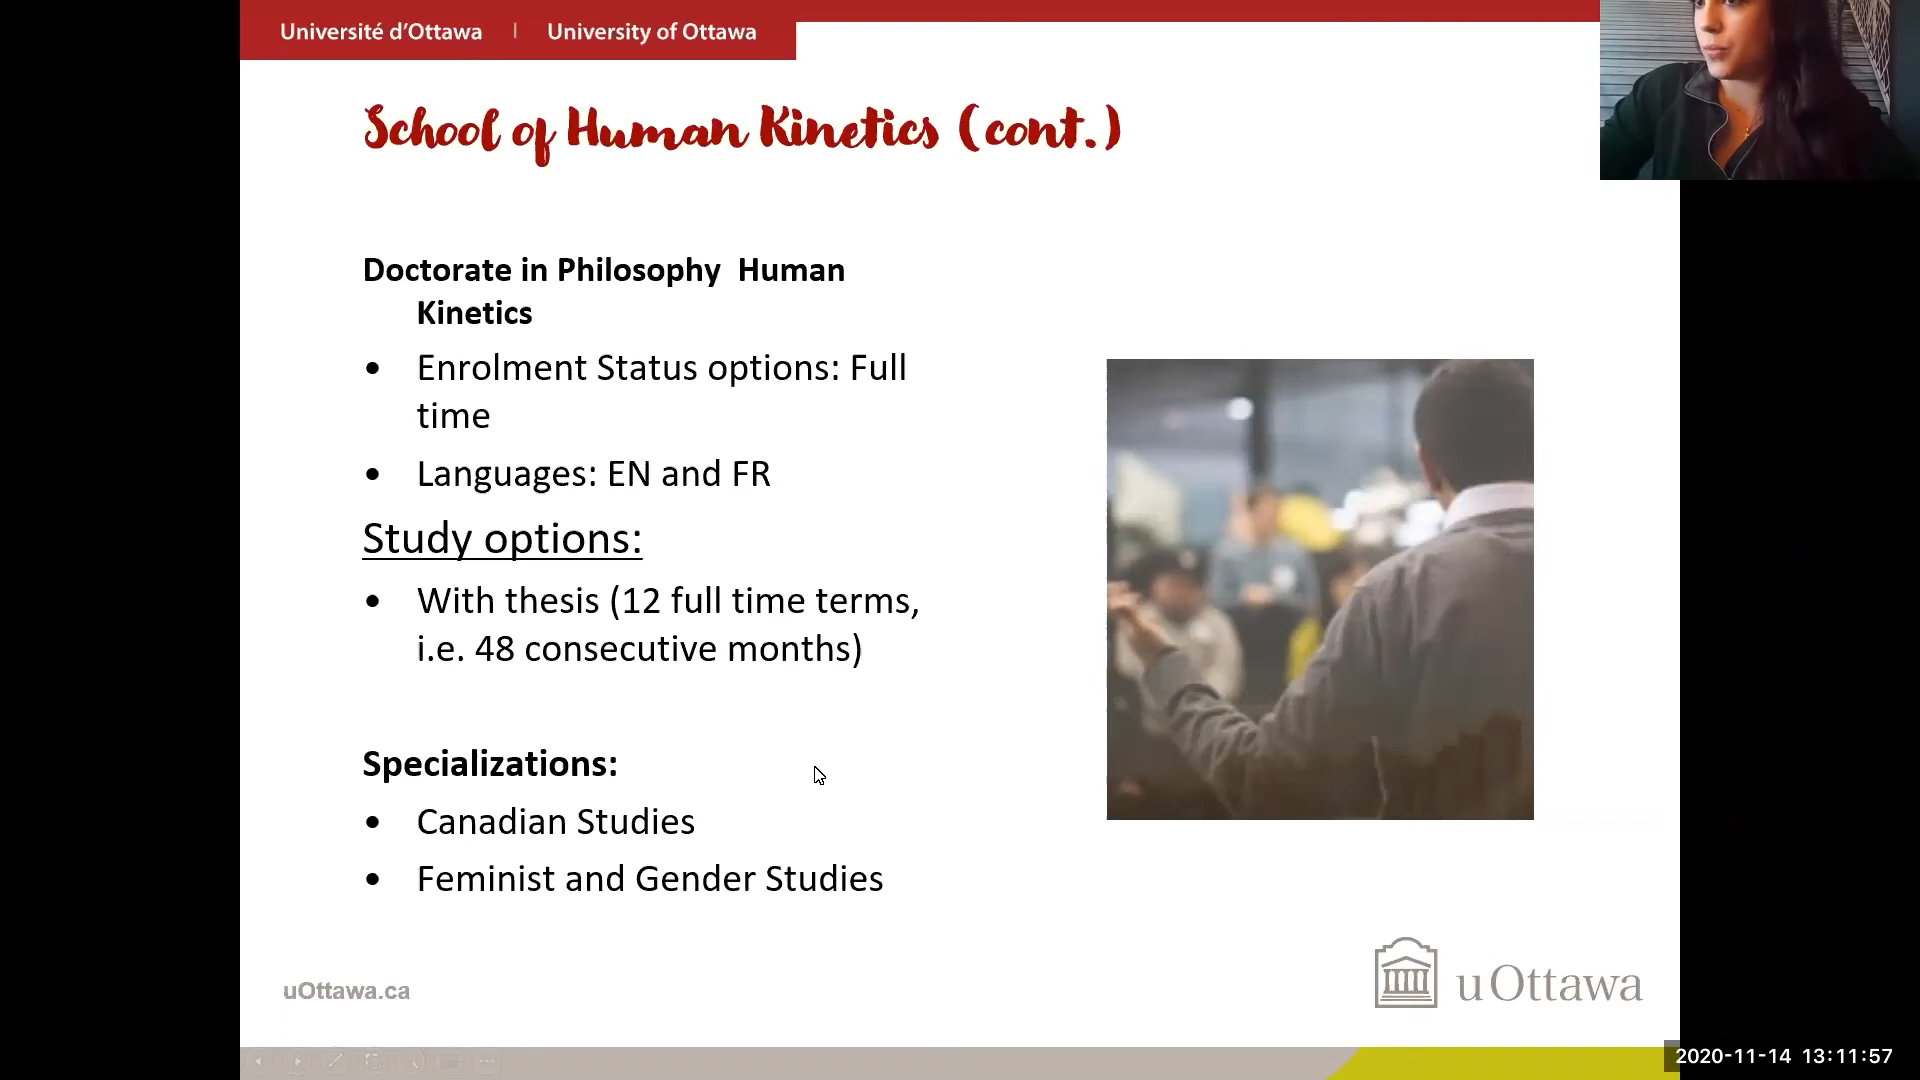 Université d'Ottawa | University of Ottawa
School of Human Kinetics (cont.)
Doctorate in Philosophy Human
Kinetics
• Enrolment Status options: Full
time
• Languages: EN and FR
Study options:
• With thesis (12 full time terms,
i.e. 48 consecutive months)
Specializations:
• Canadian Studies
• Feminist and Gender Studies
uOttawa.ca
uOttawa
2020-11-14 13:11:57